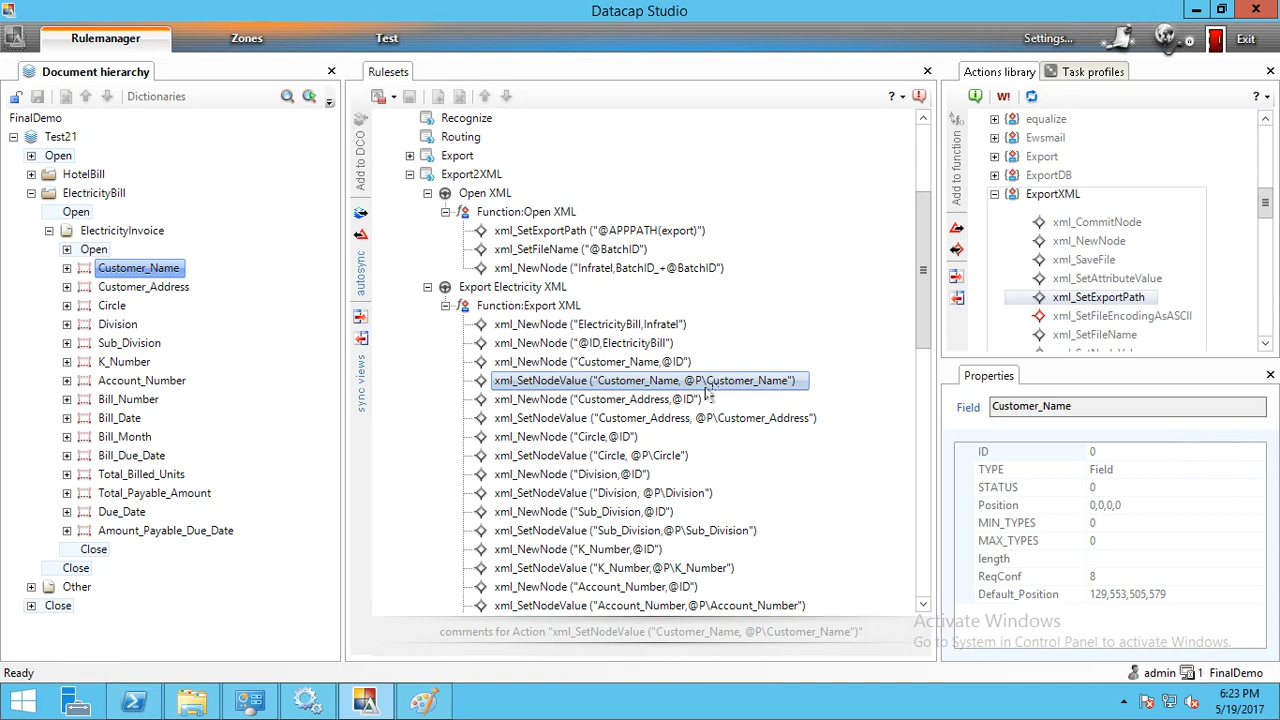 Datacap Studio
Rulemanager
Zones
Test
Settings...
Exit
Document hierarchy
Dictionaries
FinalDemo
Test21
Open
HotelBill
ElectricityBill
Open
ElectricityInvoice
Open
Customer_Name
Customer_Address
Circle
Division
Sub_Division
K_Number
Account_Number
Bill_Number
Bill_Date
Bill_Month
Bill_Due_Date
Total_Billed_Units
Total_Payable_Amount
Due_Date
Amount_Payable_Due_Date
Close
Close
Other
Close
Rulesets
?
Add to DCO
autosync
sync views
Recognize
Routing
Export
Export2XML
Open XML
Function:Open XML
xml_SetExportPath ("@APPPATH(export)")
xml_SetFileName ("@BatchID")
xml_NewNode ("Infratel,BatchID_+@BatchID")
Export Electricity XML
Function:Export XML
xml_NewNode ("ElectricityBill,Infratel")
xml_NewNode ("@ID,ElectricityBill")
xml_NewNode ("Customer_Name,@ID")
xml_SetNodeValue ("Customer_Name, @P\Customer_Name")
xml_NewNode ("Customer_Address,@ID")
xml_SetNodeValue ("Customer_Address, @P\Customer_Address")
xml_NewNode ("Circle,@ID")
xml_SetNodeValue ("Circle, @P\Circle")
xml_NewNode ("Division,@ID")
xml_SetNodeValue ("Division, @P\Division")
xml_NewNode ("Sub_Division,@ID")
xml_SetNodeValue ("Sub_Division,@P\Sub_Division")
xml_NewNode ("K_Number,@ID")
xml_SetNodeValue ("K_Number,@P\K_Number")
xml_NewNode ("Account_Number,@ID")
xml_SetNodeValue ("Account_Number,@P\Account_Number")
comments for Action "xml_SetNodeValue ("Customer_Name, @P\Customer_Name")"
Actions library
Task profiles
W!
?
Add to function
equalize
Ewsmail
Export
ExportDB
ExportXML
xml_CommitNode
xml_NewNode
xml_SaveFile
xml_SetAttributeValue
xml_SetExportPath
xml_SetFileEncodingAsASCII
xml_SetFileName
Properties
Field Customer_Name
ID 0
TYPE Field
STATUS 0
Position 0,0,0,0
MIN_TYPES 0
MAX_TYPES 0
length
ReqConf 8
Default_Position 129,553,505,579
Activate Windows
Go to System in Control Panel to activate Windows.
Ready
admin
1
FinalDemo
6:23 PM
5/19/2017